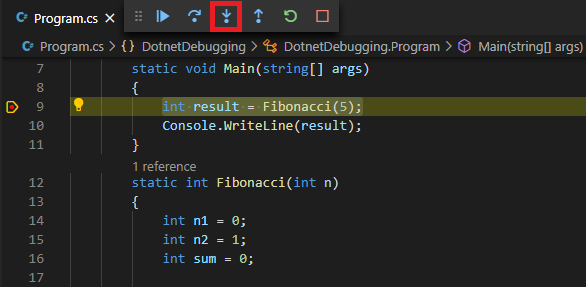 Program.cs
Program.cs > {} DotnetDebugging > DotnetDebugging.Program > Main(string[] args)
7 static void Main(string[] args)
8 {
9 int result = Fibonacci(5);
10 Console.WriteLine(result);
11 }
1 reference
12 static int Fibonacci(int n)
13 {
14 int n1 = 0;
15 int n2 = 1;
16 int sum = 0;
17